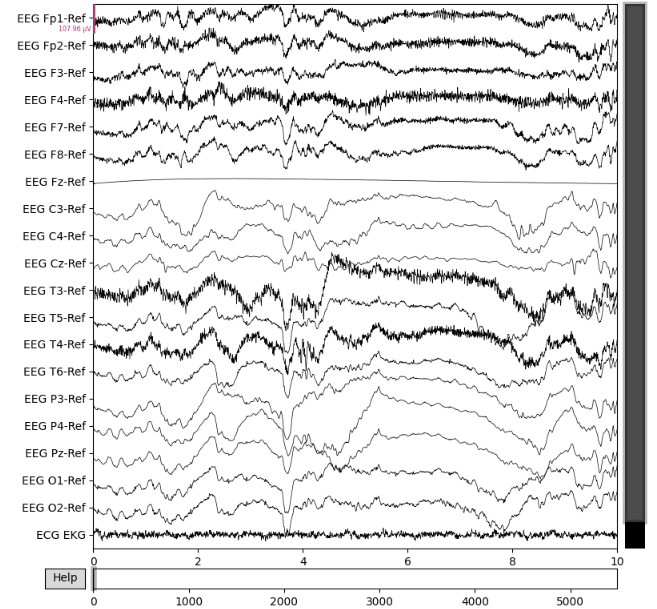 EEG Fp1-Ref
107.96 µV
EEG Fp2-Ref
EEG F3-Ref
EEG F4-Ref
EEG F7-Ref
EEG F8-Ref
EEG Fz-Ref
EEG C3-Ref
EEG C4-Ref
EEG Cz-Ref
EEG T3-Ref
EEG T5-Ref
EEG T4-Ref
EEG T6-Ref
EEG P3-Ref
EEG P4-Ref
EEG Pz-Ref
EEG O1-Ref
EEG O2-Ref
ECG EKG
0 2 4 6 8 10
Help
0 1000 2000 3000 4000 5000